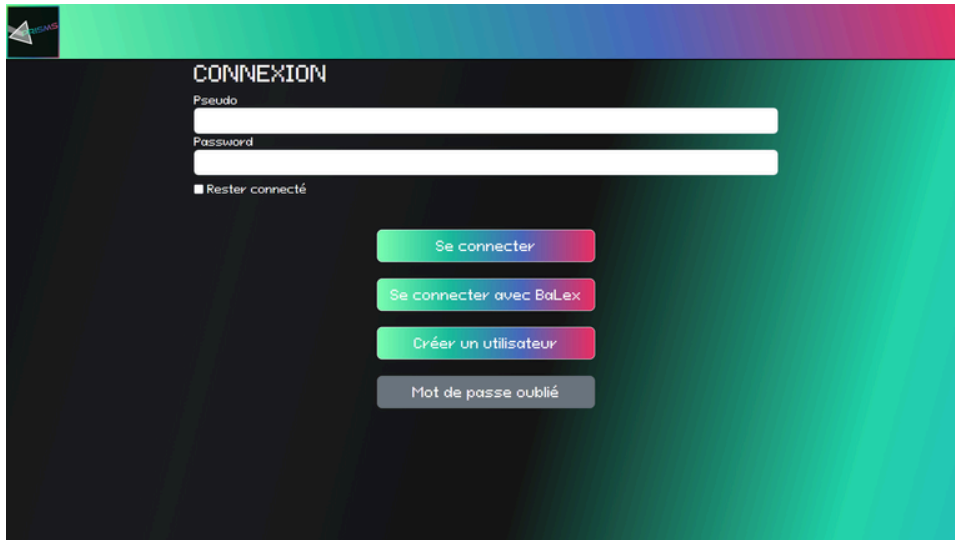 CONNEXION
Pseudo
Password
Rester connecté
Se connecter
Se connecter avec BaLex
Créer un utilisateur
Mot de passe oublié